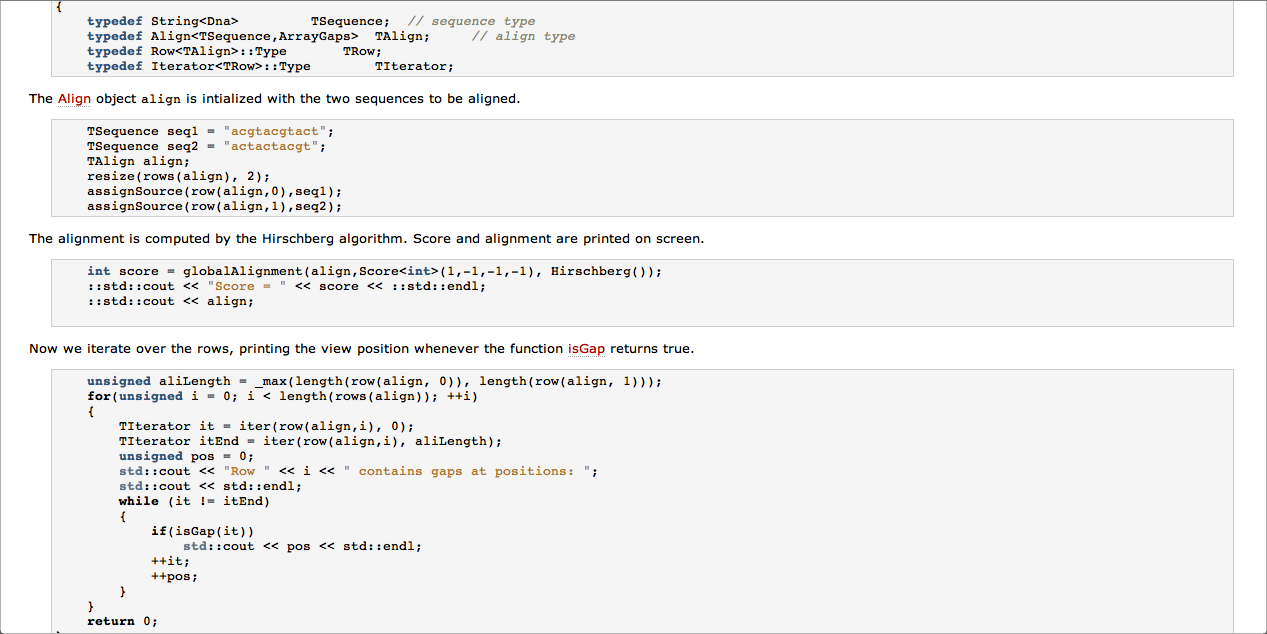 {
    typedef String<Dna>         TSequence;  // sequence type
    typedef Align<TSequence,ArrayGaps>  TAlign;     // align type
    typedef Row<TAlign>::Type       TRow;
    typedef Iterator<TRow>::Type        TIterator;
The Align object align is intialized with the two sequences to be aligned.
    TSequence seq1 = "acgtacgtact";
    TSequence seq2 = "actactacgt";
    TAlign align;
    resize(rows(align), 2);
    assignSource(row(align,0),seq1);
    assignSource(row(align,1),seq2);
The alignment is computed by the Hirschberg algorithm. Score and alignment are printed on screen.
    int score = globalAlignment(align,Score<int>(1,-1,-1,-1), Hirschberg());
    ::std::cout << "Score = " << score << ::std::endl;
    ::std::cout << align;
Now we iterate over the rows, printing the view position whenever the function isGap returns true.
    unsigned aliLength = _max(length(row(align, 0)), length(row(align, 1)));
    for(unsigned i = 0; i < length(rows(align)); ++i)
    {
        TIterator it = iter(row(align,i), 0);
        TIterator itEnd = iter(row(align,i), aliLength);
        unsigned pos = 0;
        std::cout << "Row " << i << " contains gaps at positions: ";
        std::cout << std::endl;
        while (it != itEnd)
        {
            if(isGap(it))
                std::cout << pos << std::endl;
            ++it;
            ++pos;
        }
    }
    return 0;